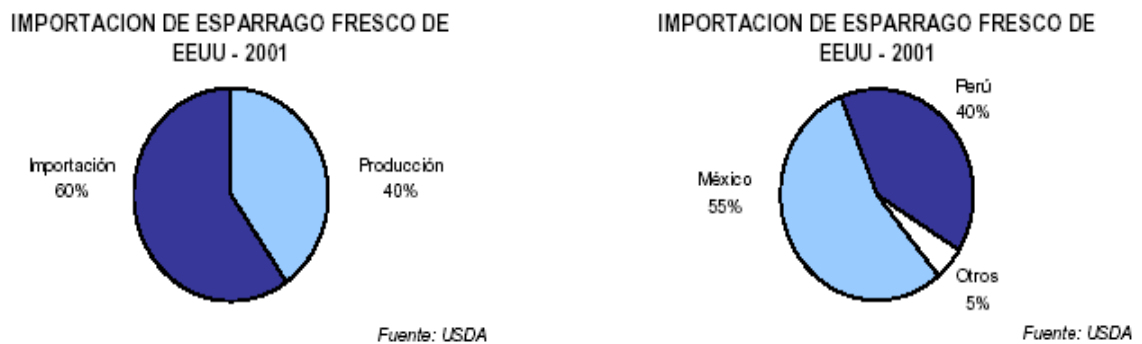 IMPORTACION DE ESPARRAGO FRESCO DE
EEUU - 2001
Importación
60%
Producción
40%
Fuente: USDA
IMPORTACION DE ESPARRAGO FRESCO DE
EEUU - 2001
Perú
40%
México
55%
Otros
5%
Fuente: USDA